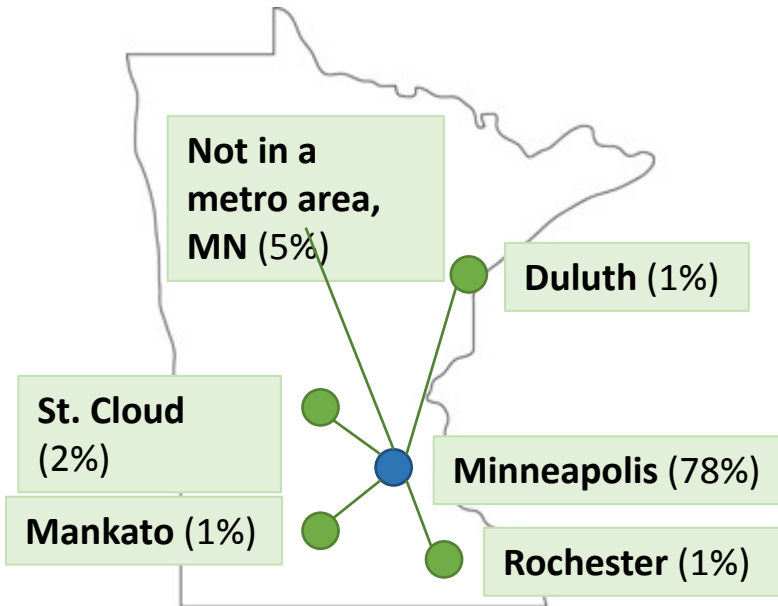 Not in a
metro area,
MN (5%)
Duluth (1%)
St. Cloud
(2%)
Minneapolis (78%)
Mankato (1%)
Rochester (1%)